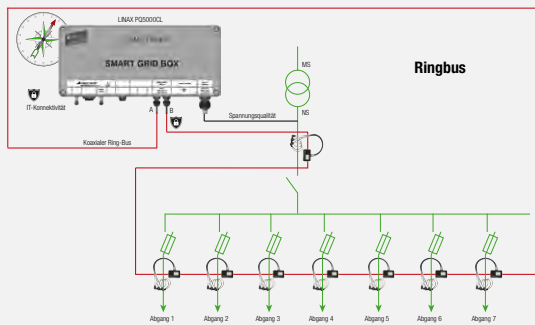 LINAX PQ5000CL
SMART GRID BOX
Ringbus
MS
NS
IT-Konnektivität
A
B
Spannungsqualität
Koaxialer Ring-Bus
Abgang 1
Abgang 2
Abgang 3
Abgang 4
Abgang 5
Abgang 6
Abgang 7